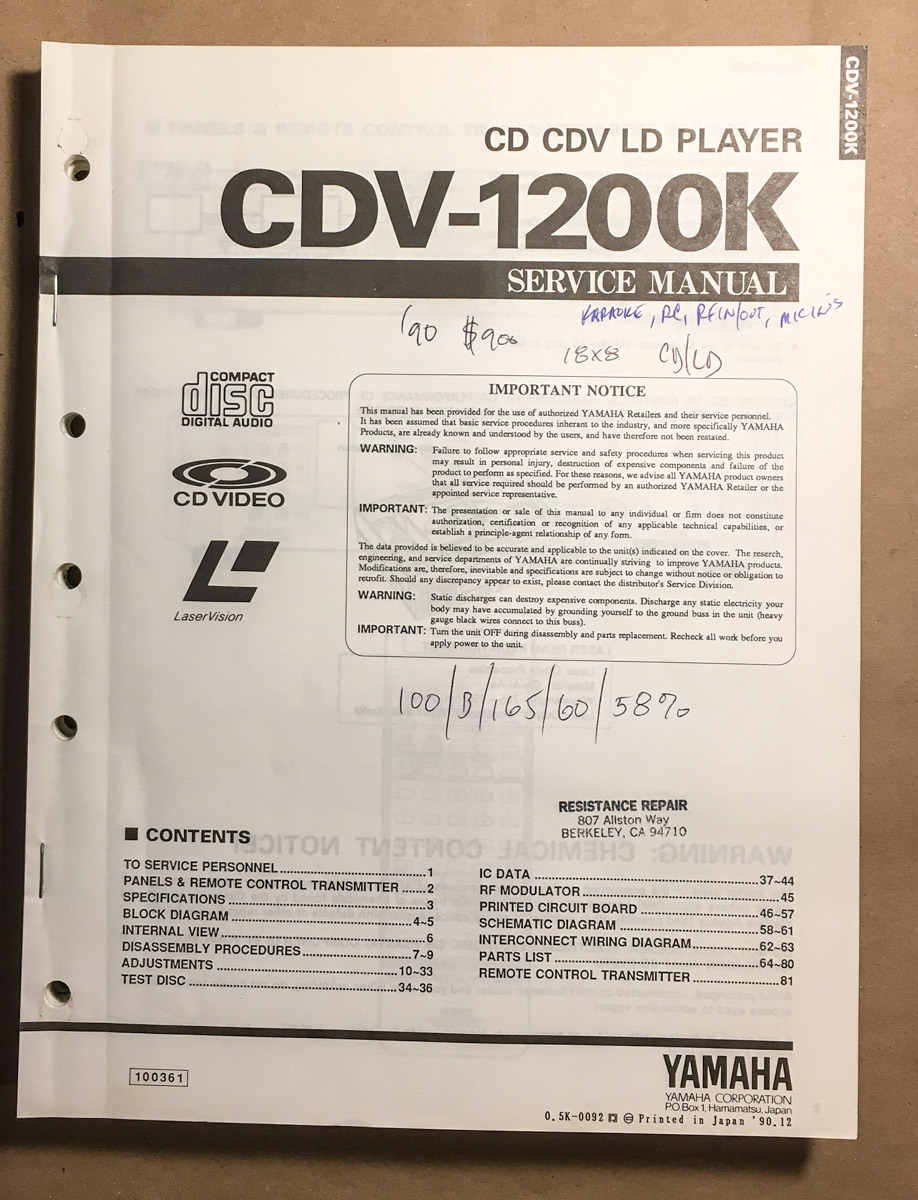 CDV-1200K
CD CDV LD PLAYER
CDV-1200K
SERVICE MANUAL
KARAOKE, RC, RFIN/OUT, MICIN'S
'90 $900
18x8 CD/LD
COMPACT
disc
DIGITAL AUDIO
CD VIDEO
LaserVision
IMPORTANT NOTICE
This manual has been provided for the use of authorized YAMAHA Retailers and their service personnel.
It has been assumed that basic service procedures inherant to the industry, and more specifically YAMAHA
Products, are already known and understood by the users, and have therefore not been restated.
WARNING: Failure to follow appropriate service and safety procedures when servicing this product
may result in personal injury, destruction of expensive components and failure of the
product to perform as specified. For these reasons, we advise all YAMAHA product owners
that all service required should be performed by an authorized YAMAHA Retailer or the
appointed service representative.
IMPORTANT: The presentation or sale of this manual to any individual or firm does not constitute
authorization, certification or recognition of any applicable technical capabilities, or
establish a principle-agent relationship of any form.
The data provided is believed to be accurate and applicable to the unit(s) indicated on the cover. The reserch,
engineering, and service departments of YAMAHA are continually striving to improve YAMAHA products.
Modifications are, therefore, inevitable and specifications are subject to change without notice or obligation to
retrofit. Should any discrepancy appear to exist, please contact the distributor's Service Division.
WARNING: Static discharges can destroy expensive components. Discharge any static electricity your
body may have accumulated by grounding yourself to the ground buss in the unit (heavy
gauge black wires connect to this buss).
IMPORTANT: Turn the unit OFF during disassembly and parts replacement. Recheck all work before you
apply power to the unit.
100/B/165/60/58%
RESISTANCE REPAIR
807 Allston Way
BERKELEY, CA 94710
■ CONTENTS
TO SERVICE PERSONNEL ........ 1
PANELS & REMOTE CONTROL TRANSMITTER ...... 2
SPECIFICATIONS ........ 3
BLOCK DIAGRAM ........ 4~5
INTERNAL VIEW ........ 6
DISASSEMBLY PROCEDURES ........ 7~9
ADJUSTMENTS ........ 10~33
TEST DISC ........ 34~36
IC DATA ........ 37~44
RF MODULATOR ........ 45
PRINTED CIRCUIT BOARD ........ 46~57
SCHEMATIC DIAGRAM ........ 58~61
INTERCONNECT WIRING DIAGRAM ........ 62~63
PARTS LIST ........ 64~80
REMOTE CONTROL TRANSMITTER ........ 81
100361
YAMAHA
YAMAHA CORPORATION
P.O.Box 1, Hamamatsu, Japan
0.5K-0092 Printed in Japan '90.12